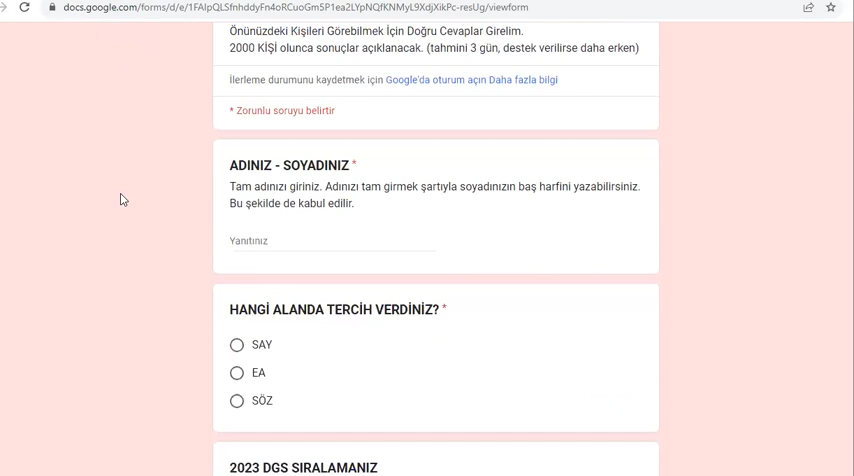 docs.google.com/forms/d/e/1FAIpQLSfnhddyFn4oRCuoGm5P1ea2LYpNQfKNMyL9XdjXikPc-resUg/viewform
Önünüzdeki Kişileri Görebilmek İçin Doğru Cevaplar Girelim.
2000 KİŞİ olunca sonuçlar açıklanacak. (tahmini 3 gün, destek verilirse daha erken)
İlerleme durumunu kaydetmek için Google'da oturum açın Daha fazla bilgi
* Zorunlu soruyu belirtir
ADINIZ - SOYADINIZ *
Tam adınızı giriniz. Adınızı tam girmek şartıyla soyadınızın baş harfini yazabilirsiniz.
Bu şekilde de kabul edilir.
Yanıtınız
HANGİ ALANDA TERCİH VERDİNİZ? *
SAY
EA
SÖZ
2023 DGS SIRALAMANIZ